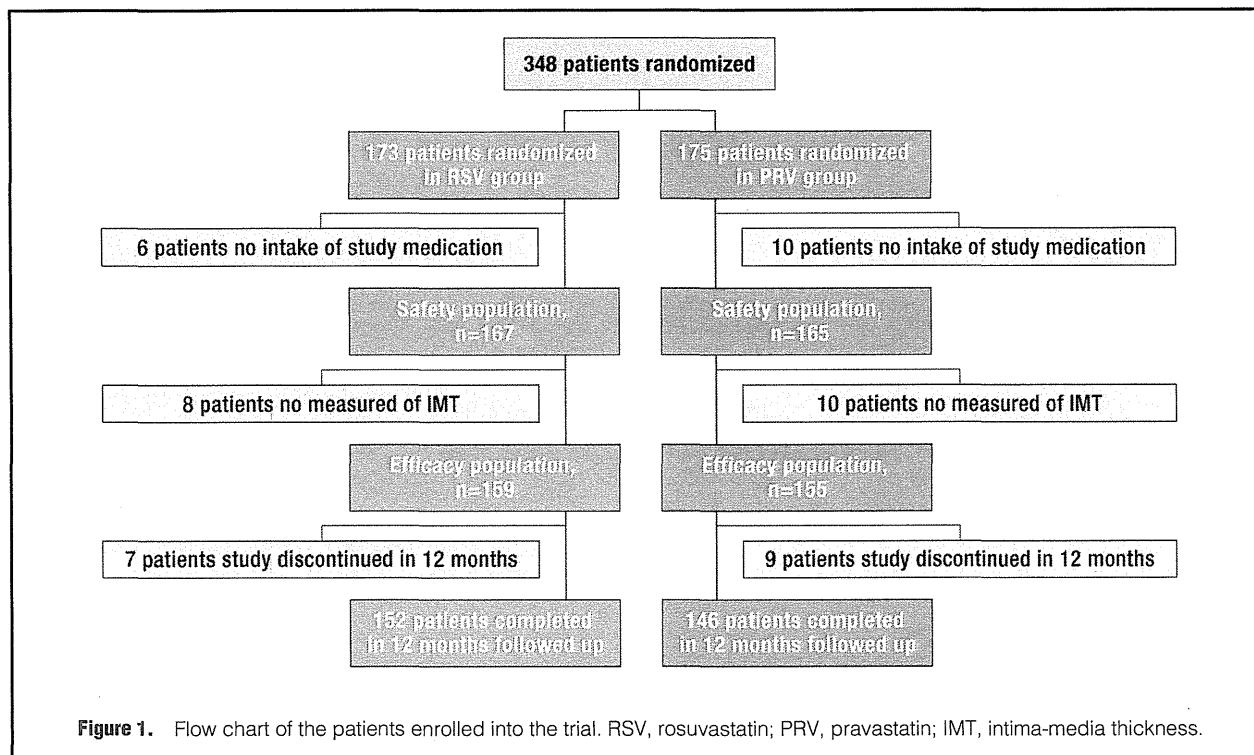 348 patients randomized
173 patients randomized
in RSV group
175 patients randomized
in PRV group
6 patients no intake of study medication
10 patients no intake of study medication
Safety population,
n=167
Safety population,
n=165
8 patients no measured of IMT
10 patients no measured of IMT
Efficacy population,
n=159
Efficacy population,
n=155
7 patients study discontinued in 12 months
9 patients study discontinued in 12 months
152 patients completed
in 12 months followed up
146 patients completed
in 12 months followed up
Figure 1. Flow chart of the patients enrolled into the trial. RSV, rosuvastatin; PRV, pravastatin; IMT, intima-media thickness.